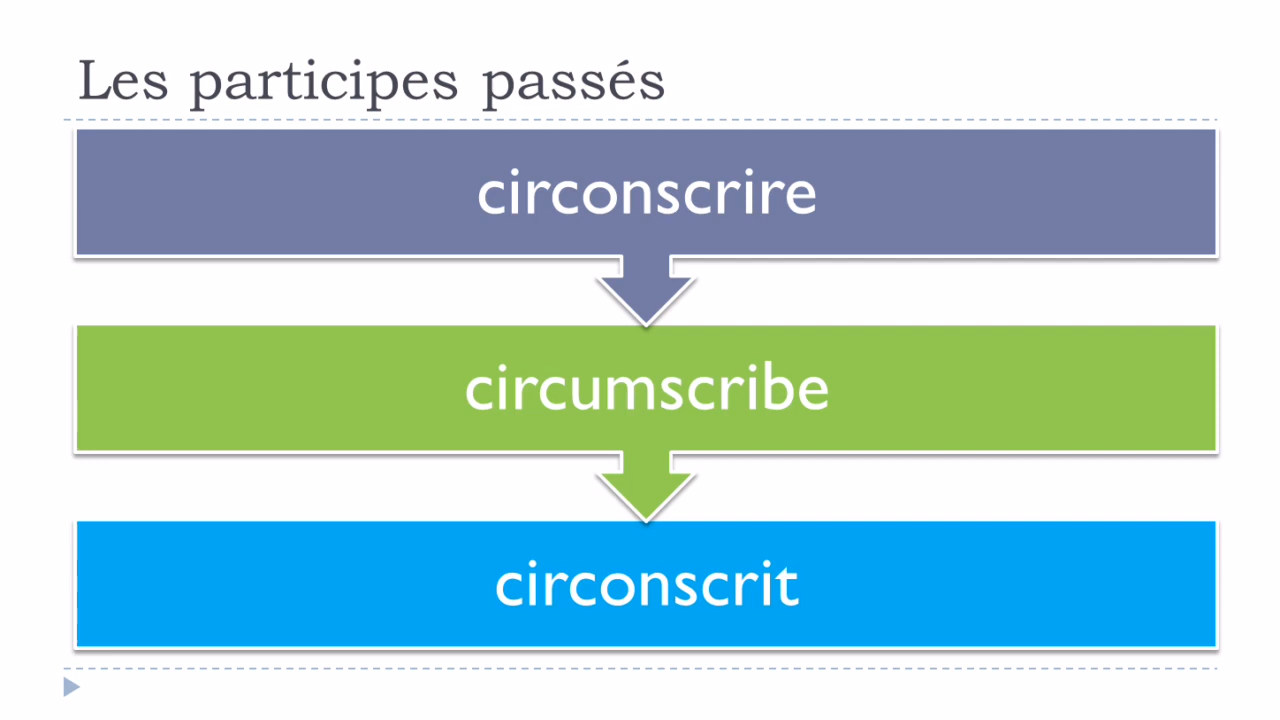 Les participes passés
circonscrire
circumscribe
circonscrit